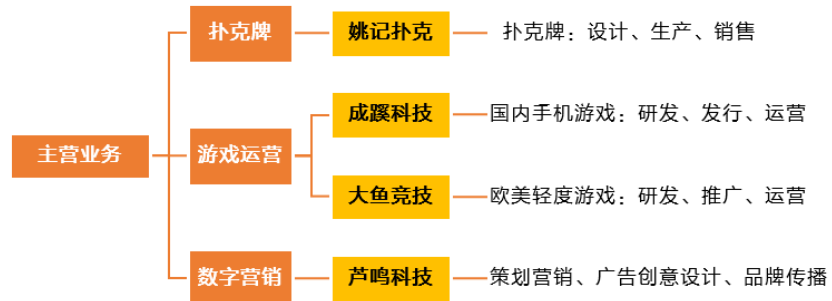 扑克牌
姚记扑克
扑克牌：设计、生产、销售
主营业务
游戏运营
成蹊科技
国内手机游戏：研发、发行、运营
大鱼竞技
欧美轻度游戏：研发、推广、运营
数字营销
芦鸣科技
策划营销、广告创意设计、品牌传播